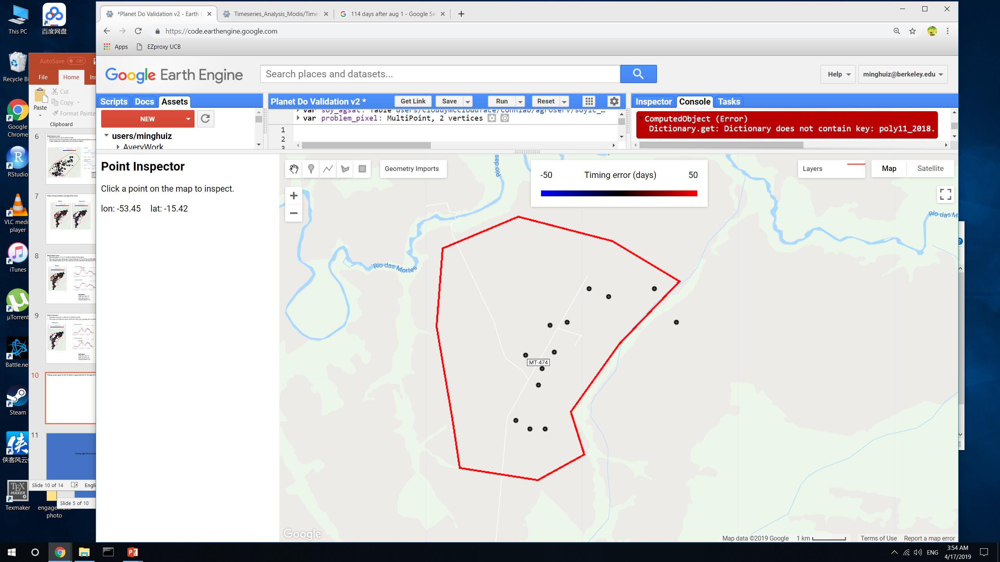 This PC
百度网盘
Recycle Bi
Google
Chrome
RStudio
VLC medi
player
iTunes
µTorrent
Battle.ne
Steam
Texmaker
engagement
photo
AutoSave Off
File Home Ins
Paste
Cut
Copy
Format Painte
Clipboard
6
7
8
9
10
11
Slide 10 of 14 Engli
Slide 5 of 10
*Planet Do Validation v2 - Earth E
Timeseries_Analysis_Modis/Times
114 days after aug 1 - Google Se
https://code.earthengine.google.com
Apps EZproxy UCB
Google Earth Engine
Search places and datasets...
Help
minghuiz@berkeley.edu
Scripts Docs Assets
NEW
users/minghuiz
AveryWork
Planet Do Validation v2 *
Get Link Save Run Reset
var soy_agsat: Table users/cloudymccloudface/connlab/agroserv/soyic_…
var problem_pixel: MultiPoint, 2 vertices
1
2
3
Inspector Console Tasks
ComputedObject (Error)
Dictionary.get: Dictionary does not contain key: poly11_2018.
Point Inspector
Click a point on the map to inspect.
lon: -53.45 lat: -15.42
Geometry Imports
-50 Timing error (days) 50
Layers
Map Satellite
Rio das
Rio das M
Rio das Mortes
MT-474
Google
Map data ©2019 Google 1 km Terms of Use Report a map error
ENG
3:54 AM
4/17/2019